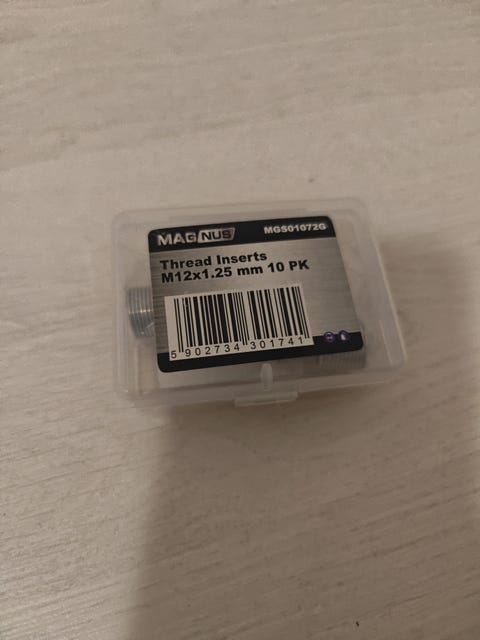 MAGNUS MGS01072G
Thread Inserts
M12x1.25 mm 10 PK
5 902734 301741